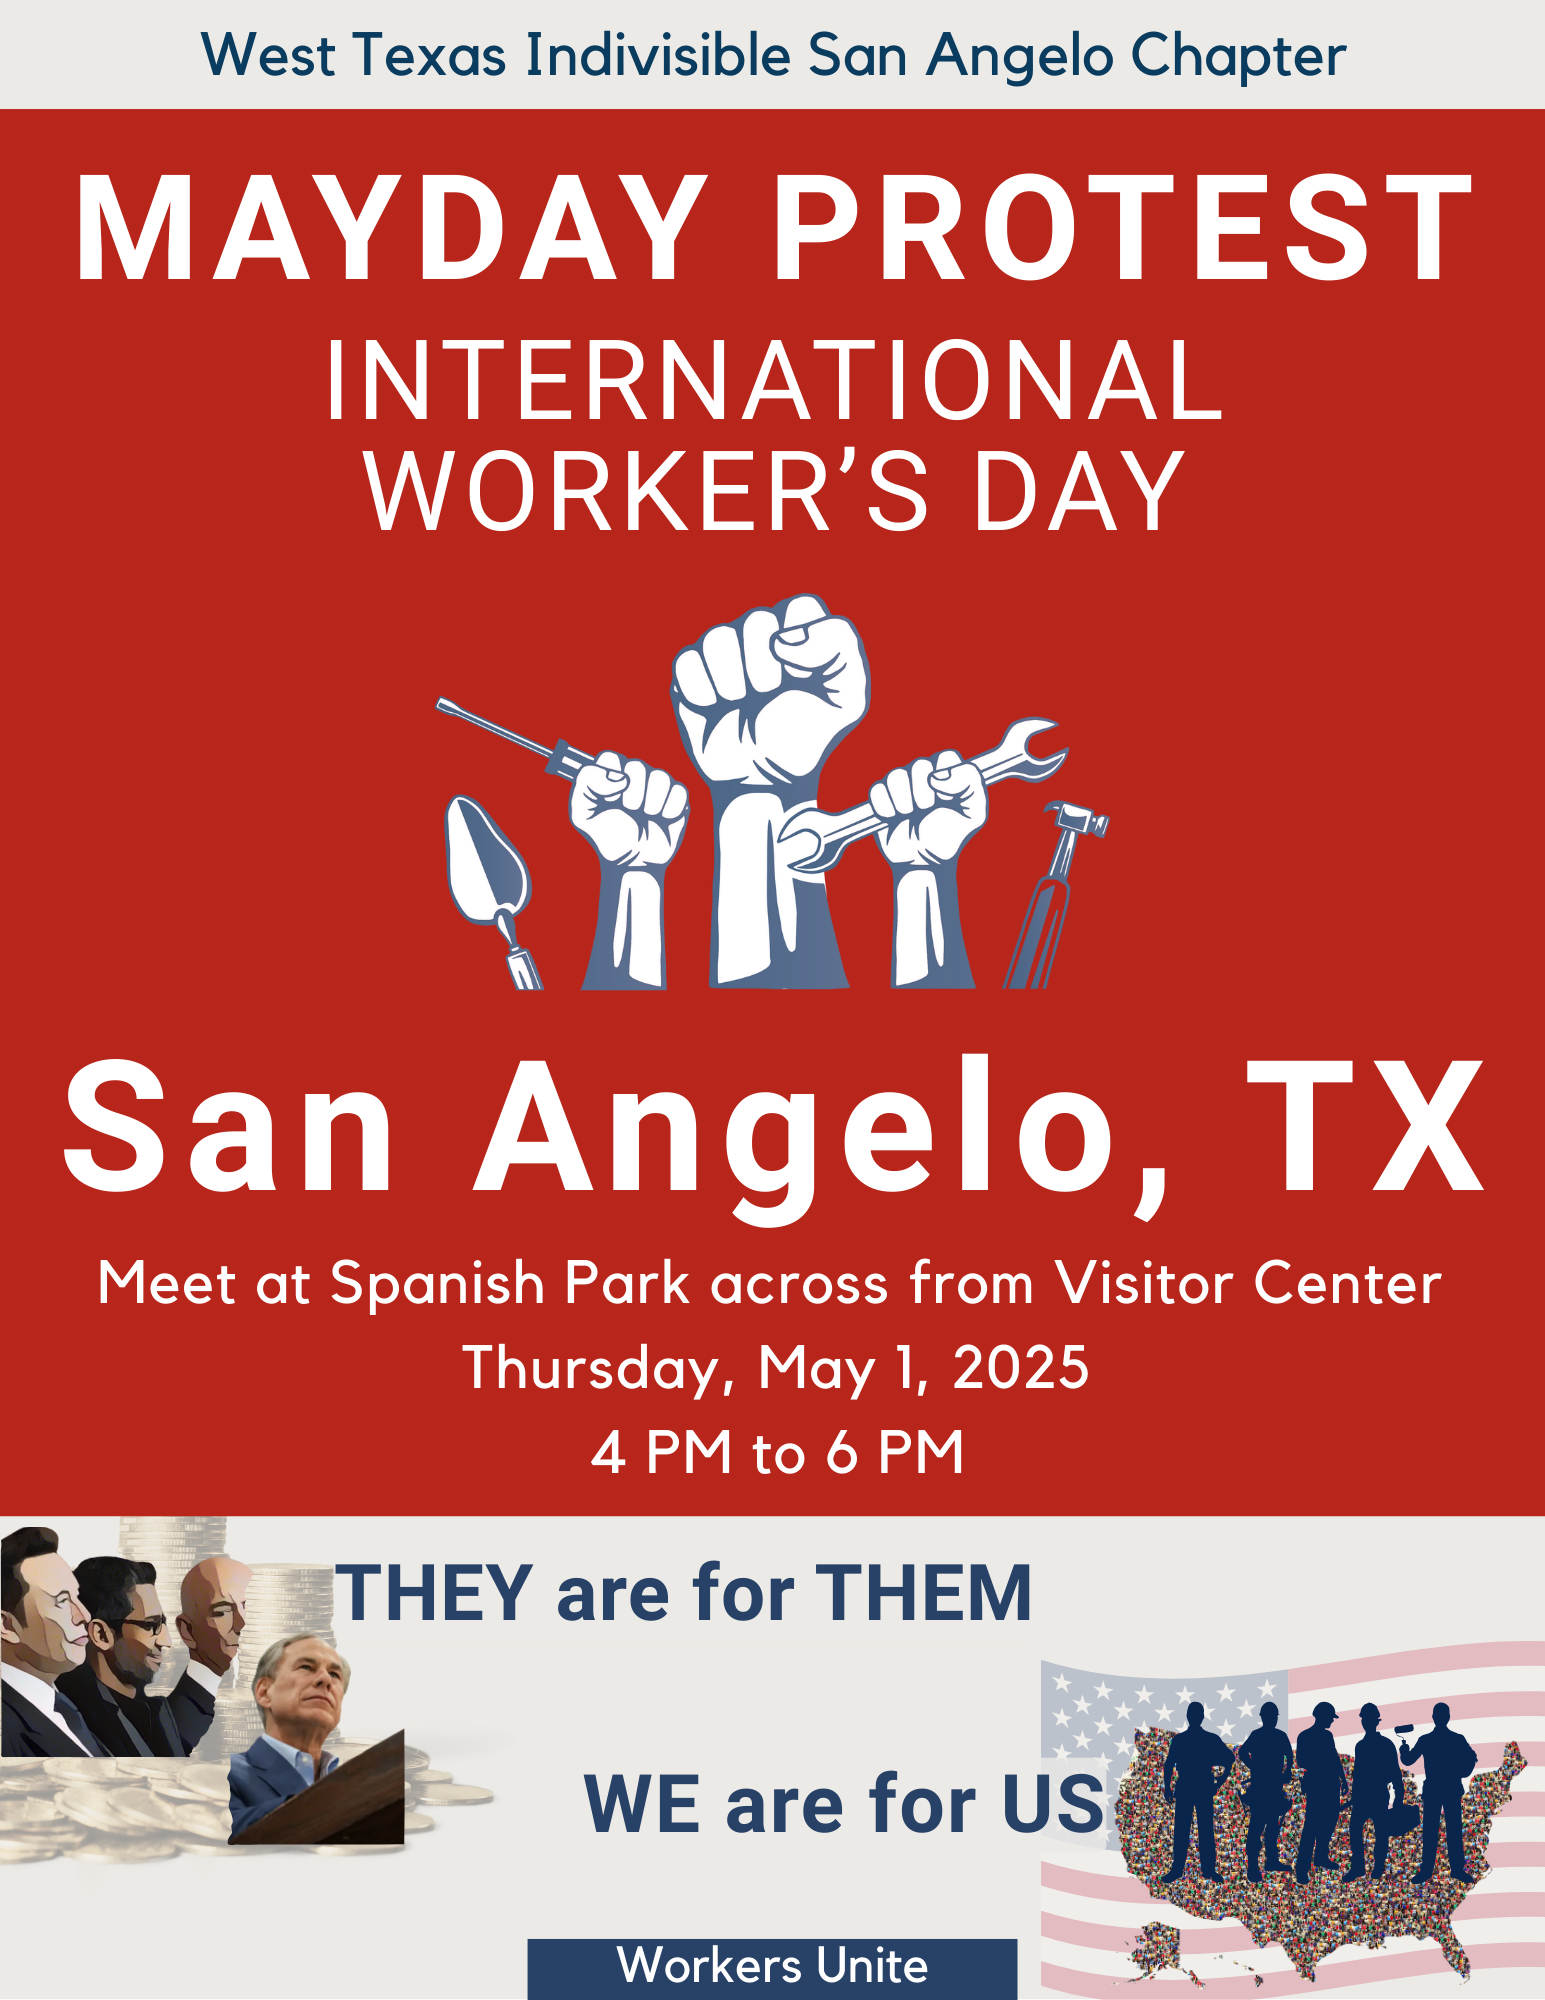 West Texas Indivisible San Angelo Chapter
MAYDAY PROTEST
INTERNATIONAL
WORKER’S DAY
San Angelo, TX
Meet at Spanish Park across from Visitor Center
Thursday, May 1, 2025
4 PM to 6 PM
THEY are for THEM
WE are for US
Workers Unite